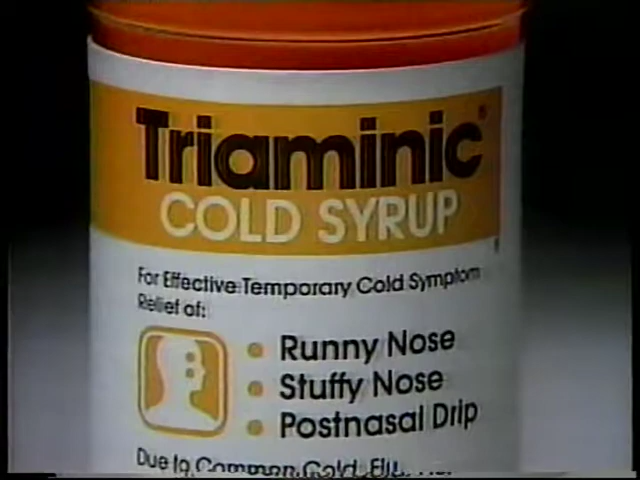 Triaminic®
COLD SYRUP
For Effective Temporary Cold Symptom
Relief of:
• Runny Nose
• Stuffy Nose
• Postnasal Drip
Due to Common Cold, Flu,